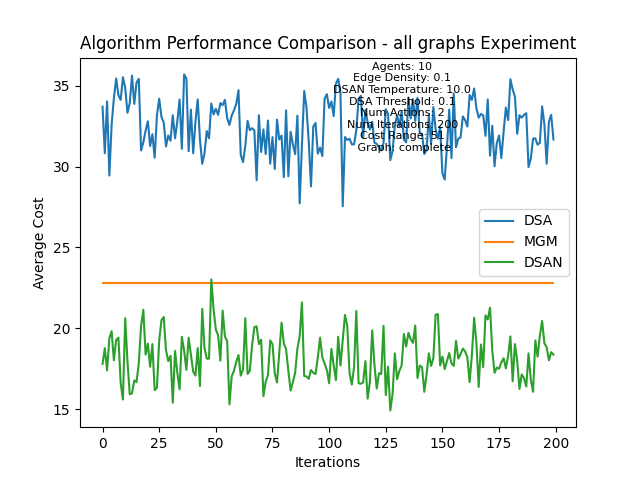 Algorithm Performance Comparison - all graphs Experiment
Agents: 10
Edge Density: 0.1
DSAN Temperature: 10.0
DSA Threshold: 0.1
Num Actions: 2
Num Iterations: 200
Cost Range: 51
Graph: complete
35
30
25
20
15
Average Cost
DSA
MGM
DSAN
0 25 50 75 100 125 150 175 200
Iterations